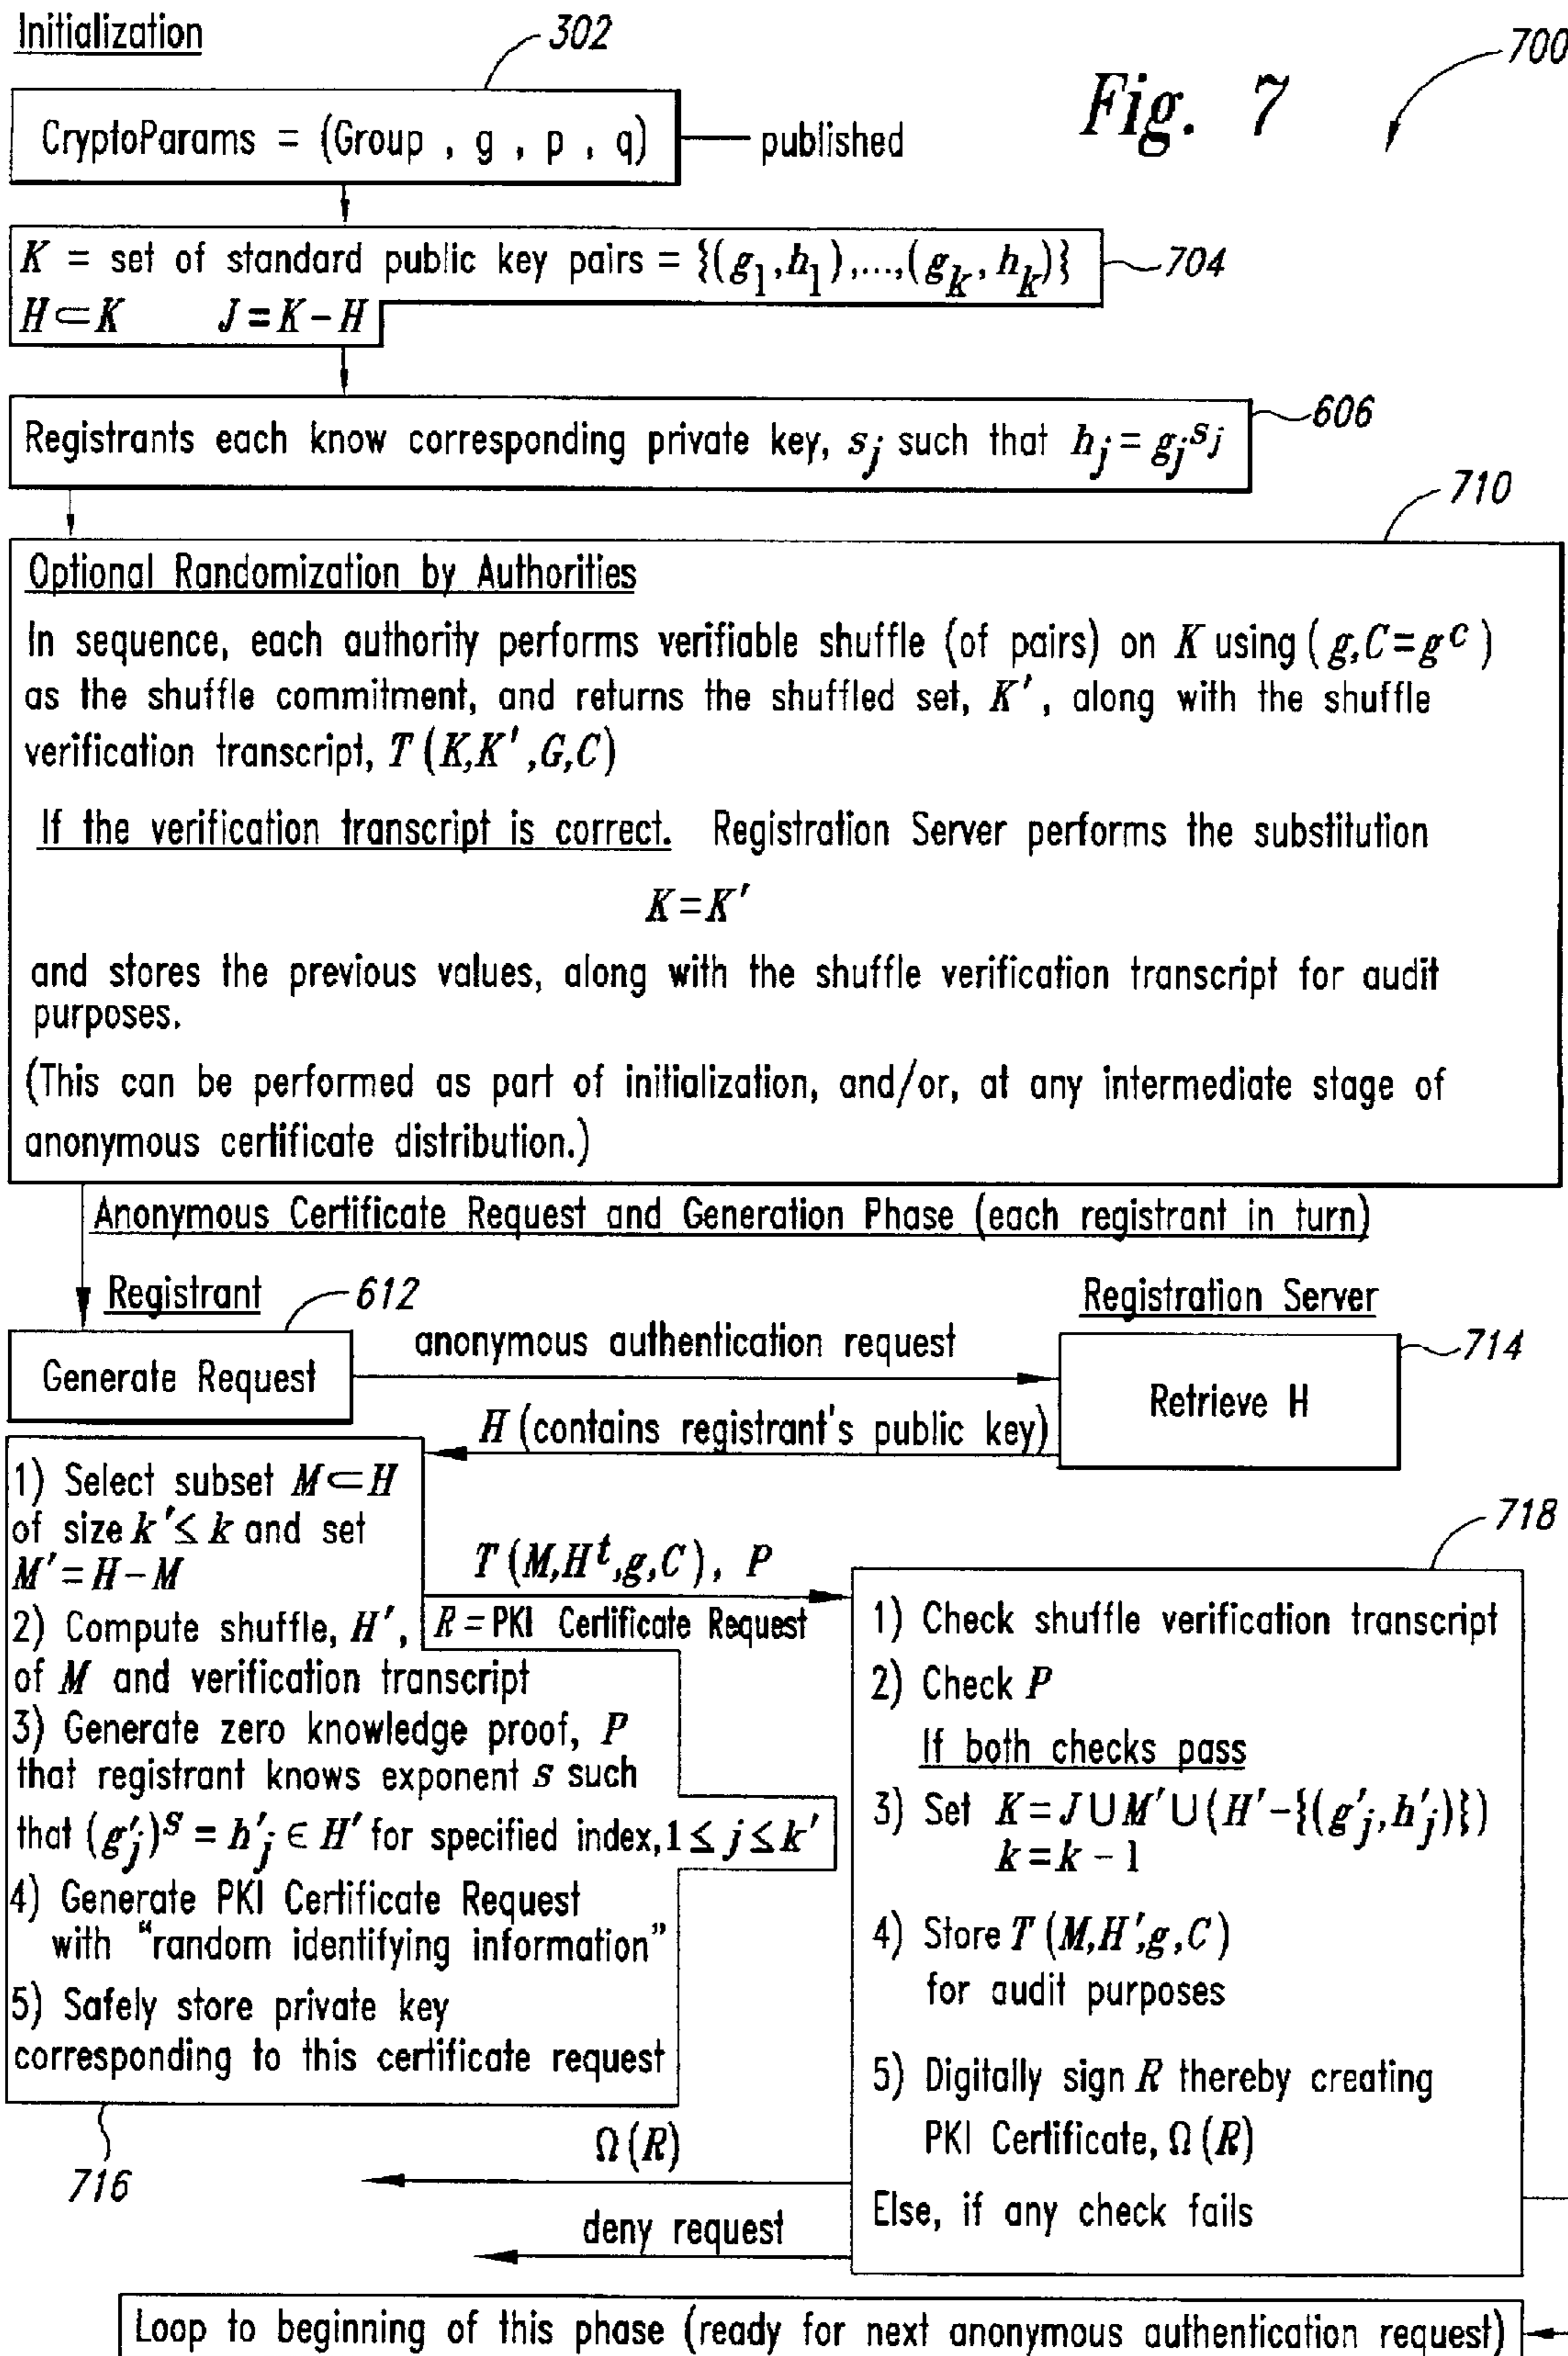 Initialization
302
700
Fig. 7
CryptoParams = (Group , g , p , q)
published
K = set of standard public key pairs = {(g₁,h₁),...,(gₖ,hₖ)}
704
H⊂K J=K-H
606
Registrants each know corresponding private key, sⱼ such that hⱼ = gⱼ^sⱼ
710
Optional Randomization by Authorities
In sequence, each authority performs verifiable shuffle (of pairs) on K using (g,C=g^c)
as the shuffle commitment, and returns the shuffled set, K', along with the shuffle
verification transcript, T(K,K',G,C)
If the verification transcript is correct. Registration Server performs the substitution
K=K'
and stores the previous values, along with the shuffle verification transcript for audit
purposes.
(This can be performed as part of initialization, and/or, at any intermediate stage of
anonymous certificate distribution.)
Anonymous Certificate Request and Generation Phase (each registrant in turn)
Registrant
612
Registration Server
Generate Request
anonymous authentication request
714
Retrieve H
H (contains registrant's public key)
1) Select subset M⊂H
of size k'≤ k and set
M'=H-M
2) Compute shuffle, H',
of M and verification transcript
3) Generate zero knowledge proof, P
that registrant knows exponent s such
that (g'ⱼ)^s = h'ⱼ ∈ H' for specified index,1≤j≤k'
4) Generate PKI Certificate Request
with "random identifying information"
5) Safely store private key
corresponding to this certificate request
716
T(M,H^t,g,C), P
R = PKI Certificate Request
718
1) Check shuffle verification transcript
2) Check P
If both checks pass
3) Set K=J∪M'∪(H'-{(g'ⱼ,h'ⱼ)})
k=k-1
4) Store T(M,H',g,C)
for audit purposes
5) Digitally sign R thereby creating
PKI Certificate, Ω(R)
Else, if any check fails
Ω(R)
deny request
Loop to beginning of this phase (ready for next anonymous authentication request)